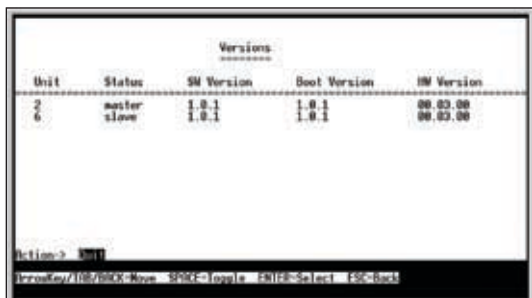 Versions
Unit Status SW Version Boot Version HW Version
2 master 1.0.1 1.0.1 00.03.00
6 slave 1.0.1 1.0.1 00.03.00
Action-> Quit
ArrowKey/TAB/BACK-Move SPACE-Toggle ENTER-Select ESC-Back